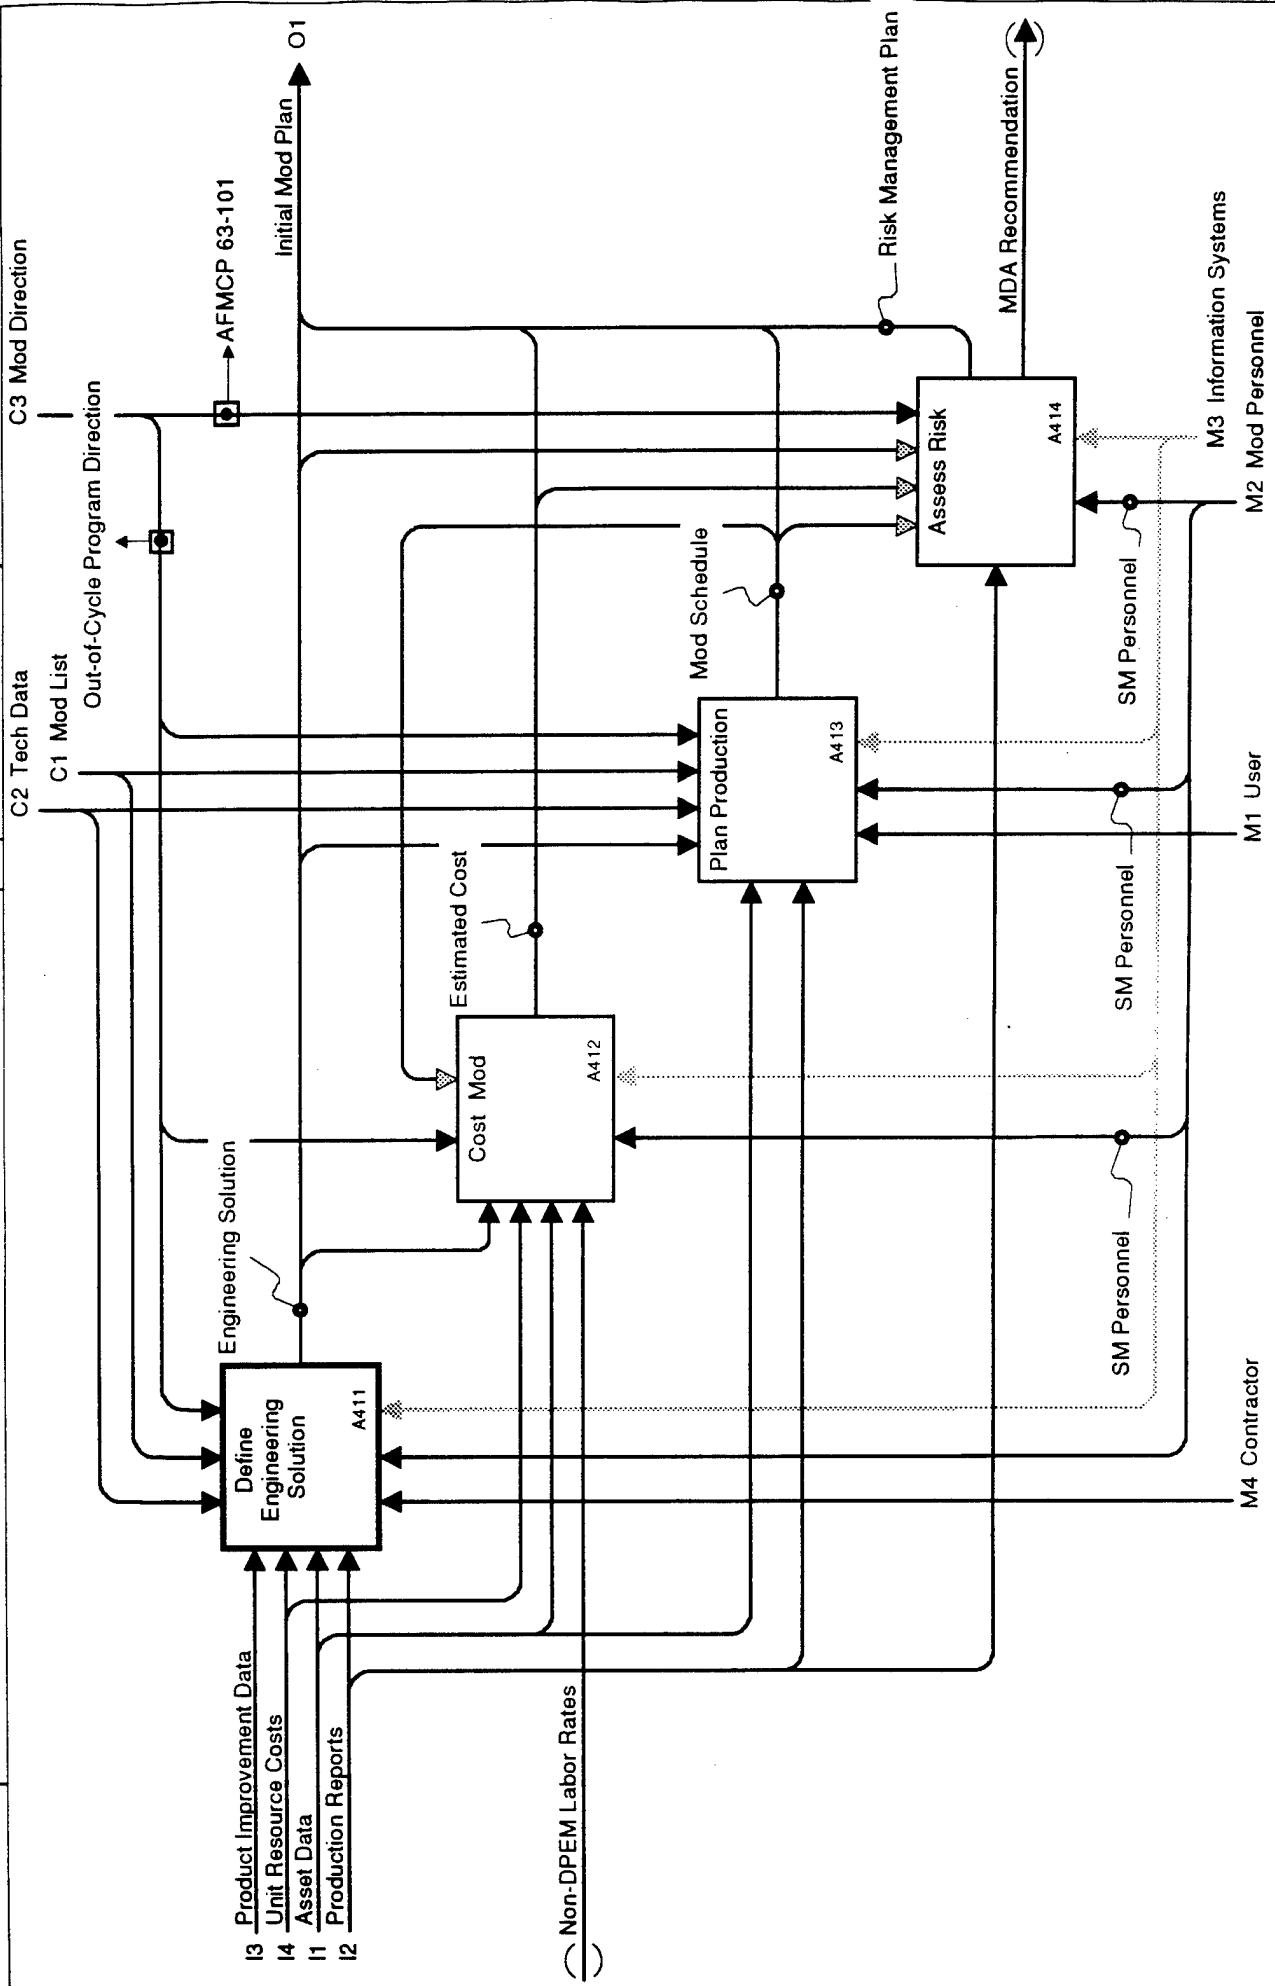 C2 Tech Data
C1 Mod List
C3 Mod Direction
Out-of-Cycle Program Direction
AFMCP 63-101
Initial Mod Plan
O1
I3 Product Improvement Data
I4 Unit Resource Costs
I1 Asset Data
I2 Production Reports
Define
Engineering
Solution
A411
Engineering Solution
Non-DPEM Labor Rates
Cost Mod
A412
Estimated Cost
Plan Production
A413
Mod Schedule
Assess Risk
A414
Risk Management Plan
MDA Recommendation
SM Personnel
SM Personnel
SM Personnel
M4 Contractor
M1 User
M2 Mod Personnel
M3 Information Systems